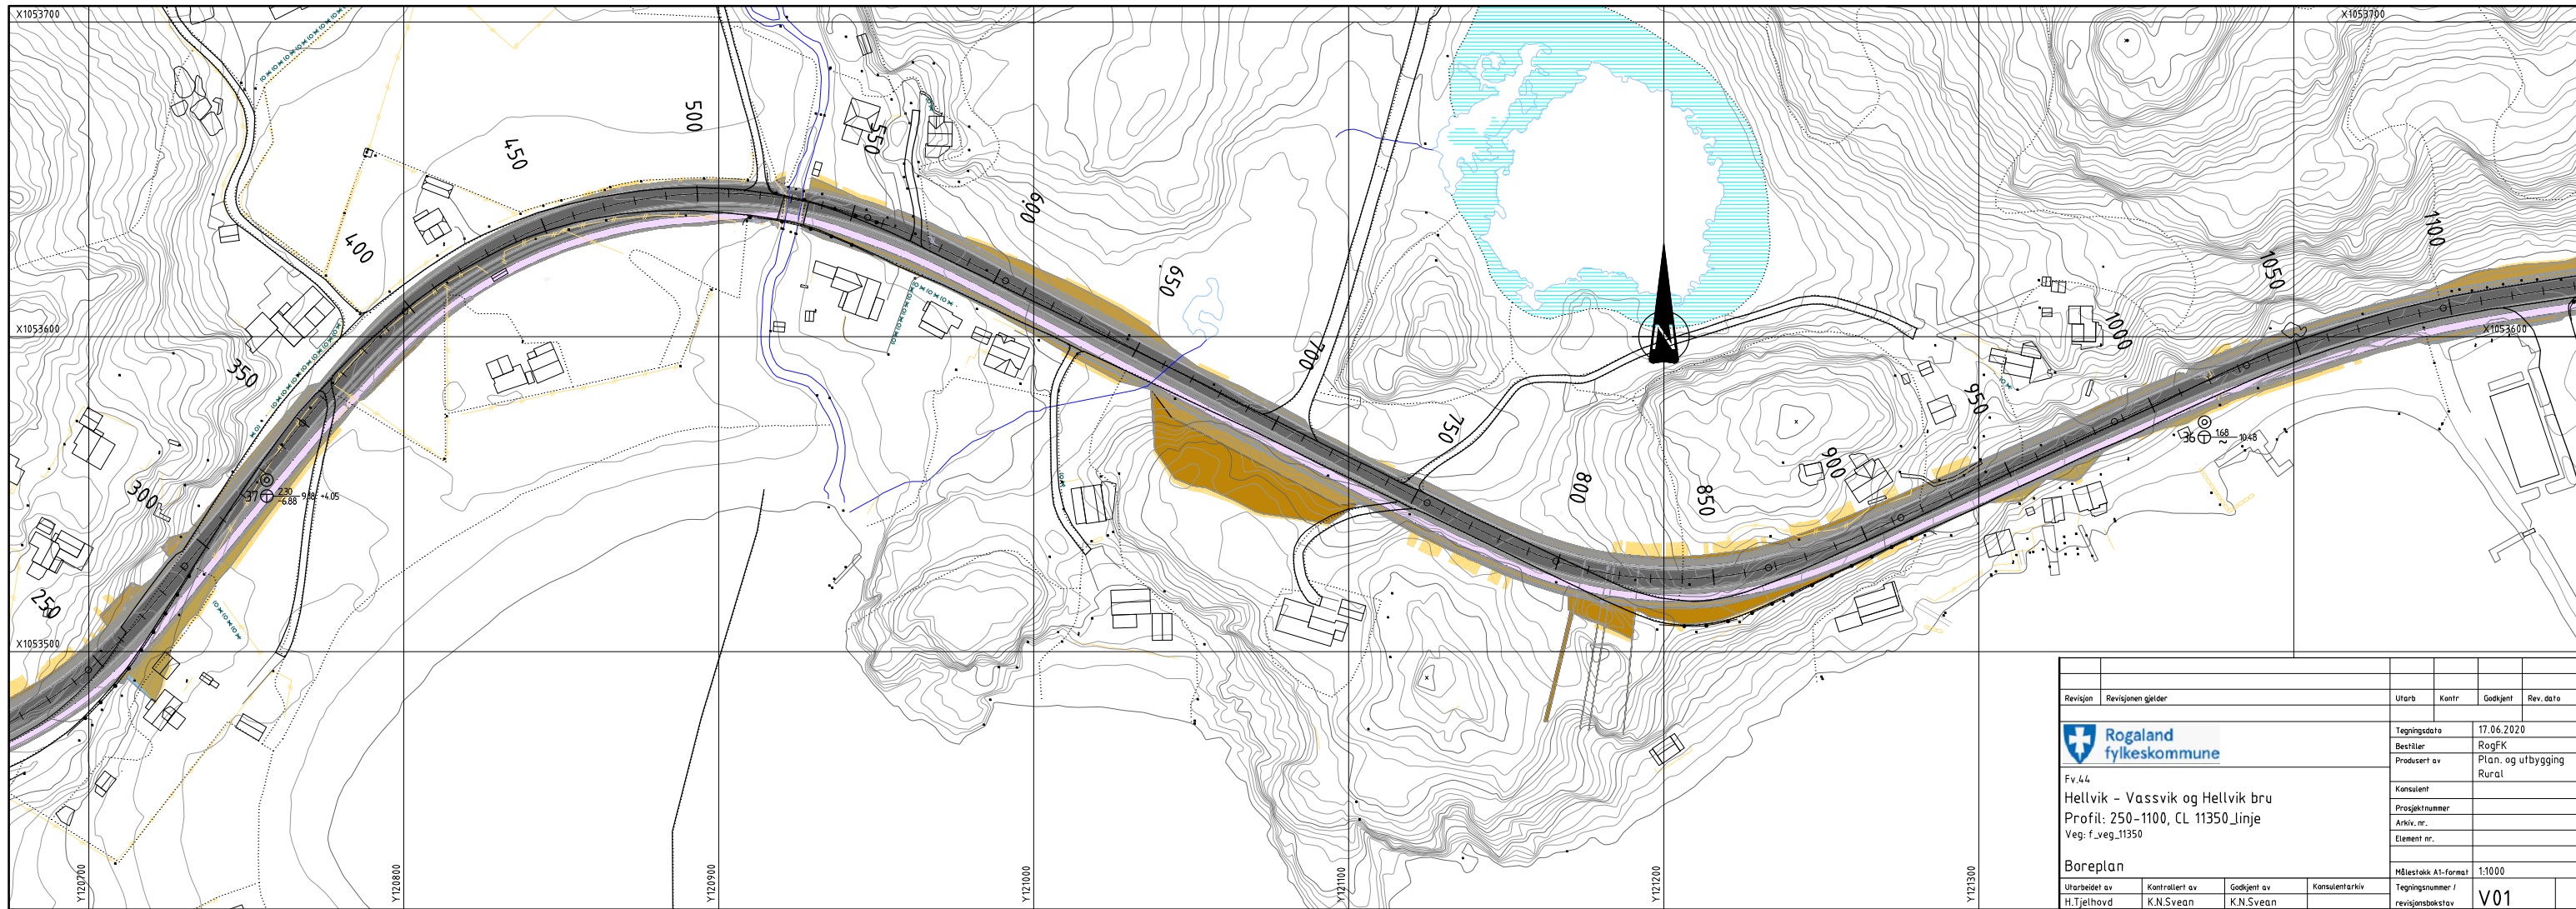 X1053700
X1053700
500
450
550
600
400
650
1100
1050
X1053600
X1053600
350
700
1000
750
950
900
300
37 2.30 9.18 +4.05
-6.88
800
850
36 1.68 10.48
~
250
X1053500
N
Y120700
Y120800
Y120900
Y121000
Y121100
Y121200
Y121300
Revisjon Revisjonen gjelder Utarb Kontr Godkjent Rev. dato
Rogaland
fylkeskommune
Fv.44
Hellvik - Vassvik og Hellvik bru
Profil: 250-1100, CL 11350_linje
Veg: f_veg_11350
Boreplan
Tegningsdato 17.06.2020
Bestiller RogFK
Produsert av Plan. og utbygging
Rural
Konsulent
Prosjektnummer
Arkiv. nr.
Element nr.
Målestokk A1-format 1:1000
Utarbeidet av Kontrollert av Godkjent av Konsulentarkiv
H.Tjelhovd K.N.Svean K.N.Svean
Tegningsnummer /
revisjonsbokstav V01